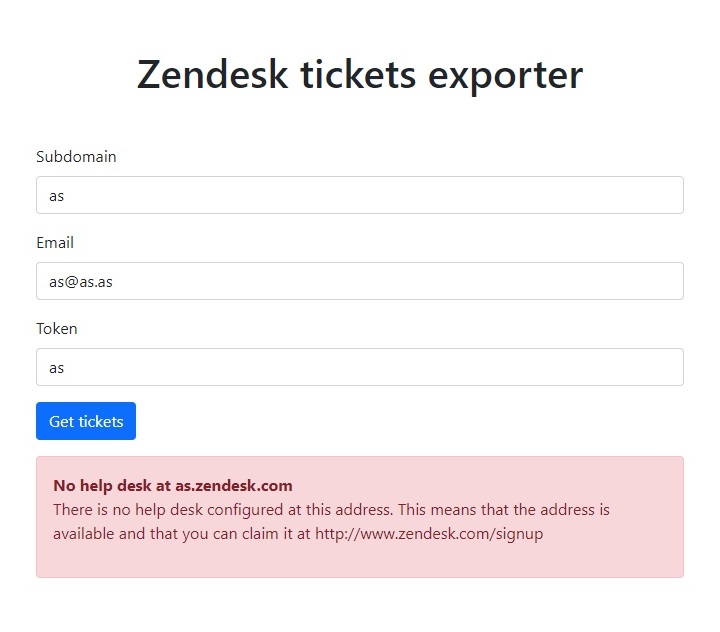 Zendesk tickets exporter
Subdomain
as
Email
as@as.as
Token
as
Get tickets
No help desk at as.zendesk.com
There is no help desk configured at this address. This means that the address is
available and that you can claim it at http://www.zendesk.com/signup